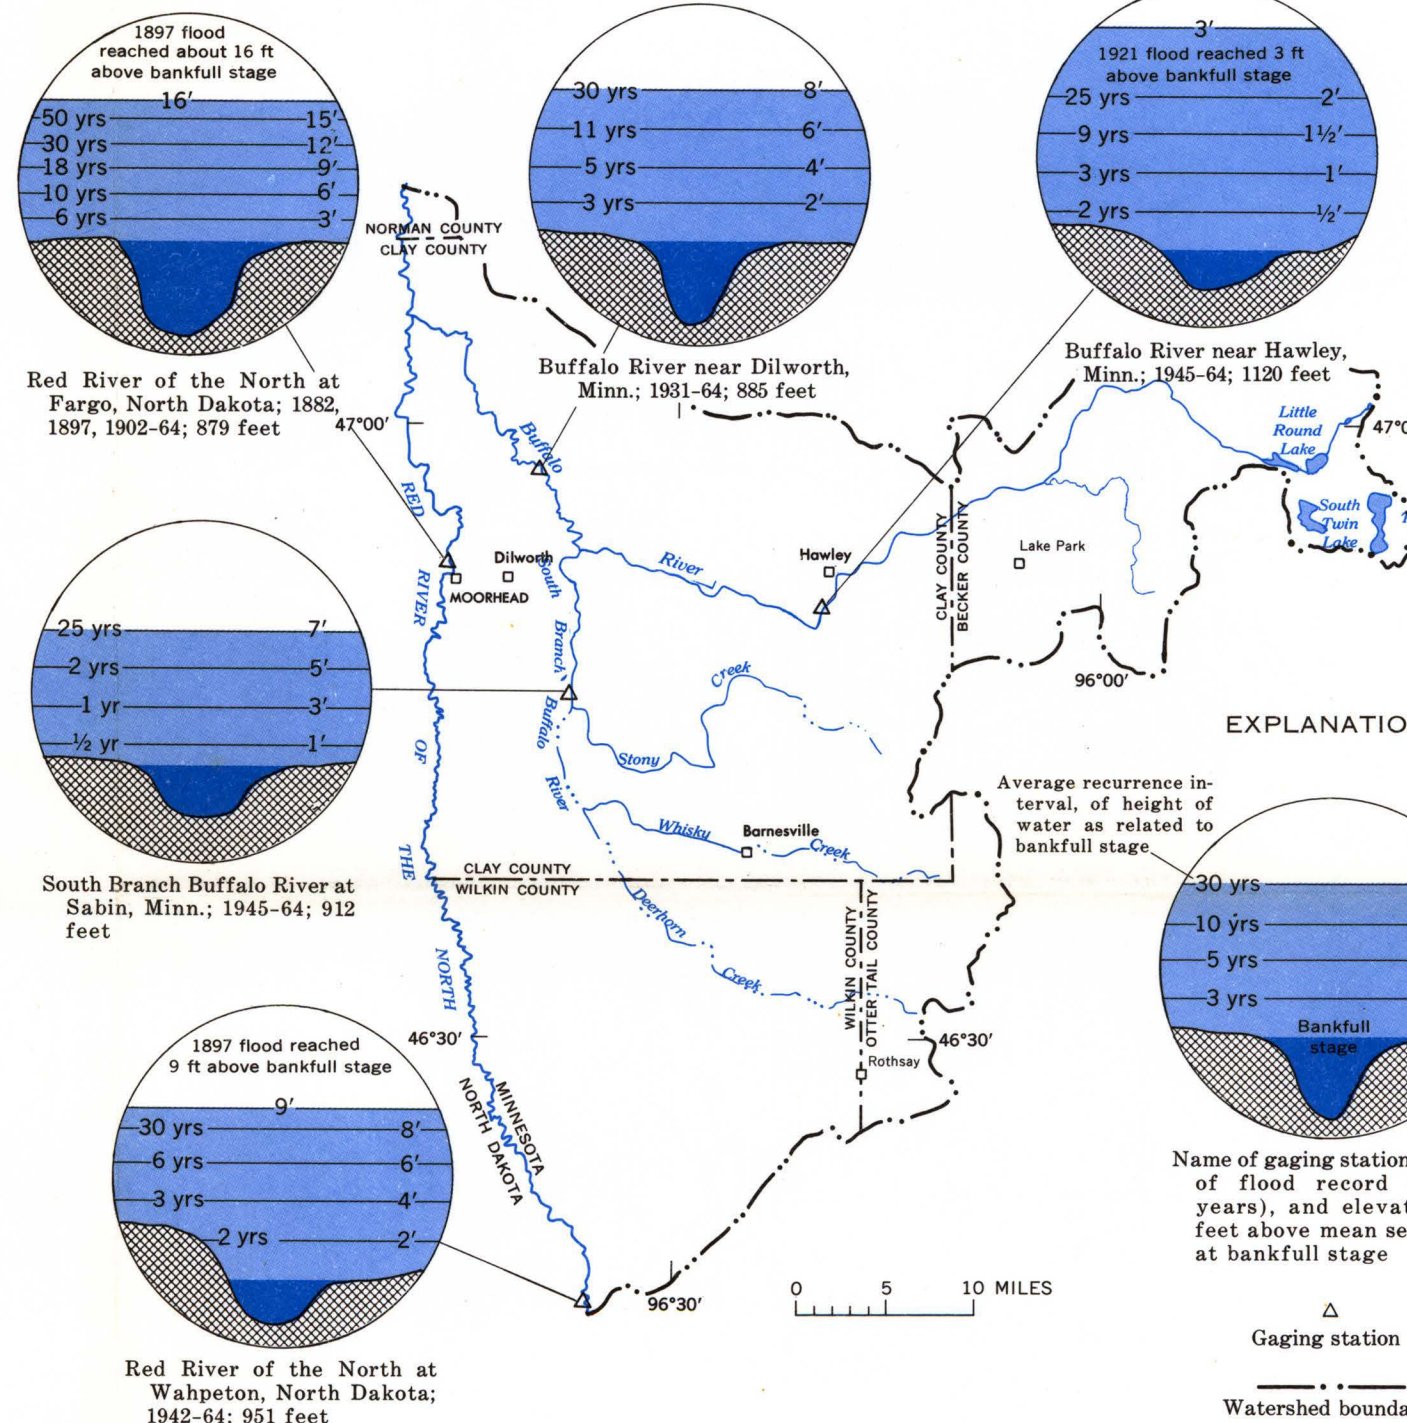 1897 flood
reached about 16 ft
above bankfull stage
16′
50 yrs 15′
30 yrs 12′
18 yrs 9′
10 yrs 6′
6 yrs 3′
Red River of the North at
Fargo, North Dakota; 1882,
1897, 1902-64; 879 feet
30 yrs 8′
11 yrs 6′
5 yrs 4′
3 yrs 2′
Buffalo River near Dilworth,
Minn.; 1931-64; 885 feet
3′
1921 flood reached 3 ft
above bankfull stage
25 yrs 2′
9 yrs 1½′
3 yrs 1′
2 yrs ½′
Buffalo River near Hawley,
Minn.; 1945-64; 1120 feet
NORMAN COUNTY
CLAY COUNTY
47°00′
47°0
Little
Round
Lake
South
Twin
Lake
Buffalo
River
RED
RIVER
OF
THE
NORTH
Dilworth
MOORHEAD
Hawley
Lake Park
CLAY COUNTY
BECKER COUNTY
96°00′
South
Branch
Buffalo
River
Creek
Stony
Whisky
Creek
Barnesville
CLAY COUNTY
WILKIN COUNTY
Deerhorn
Creek
WILKIN COUNTY
OTTER TAIL COUNTY
46°30′
46°30′
Rothsay
MINNESOTA
NORTH DAKOTA
96°30′
0 5 10 MILES
25 yrs 7′
2 yrs 5′
1 yr 3′
½ yr 1′
South Branch Buffalo River at
Sabin, Minn.; 1945-64; 912
feet
1897 flood reached
9 ft above bankfull stage
9′
30 yrs 8′
6 yrs 6′
3 yrs 4′
2 yrs 2′
Red River of the North at
Wahpeton, North Dakota;
1942-64; 951 feet
EXPLANATIO
Average recurrence in-
terval, of height of
water as related to
bankfull stage
30 yrs
10 yrs
5 yrs
3 yrs
Bankfull
stage
Name of gaging station
of flood record
years), and elevat
feet above mean se
at bankfull stage
Gaging station
Watershed bounda